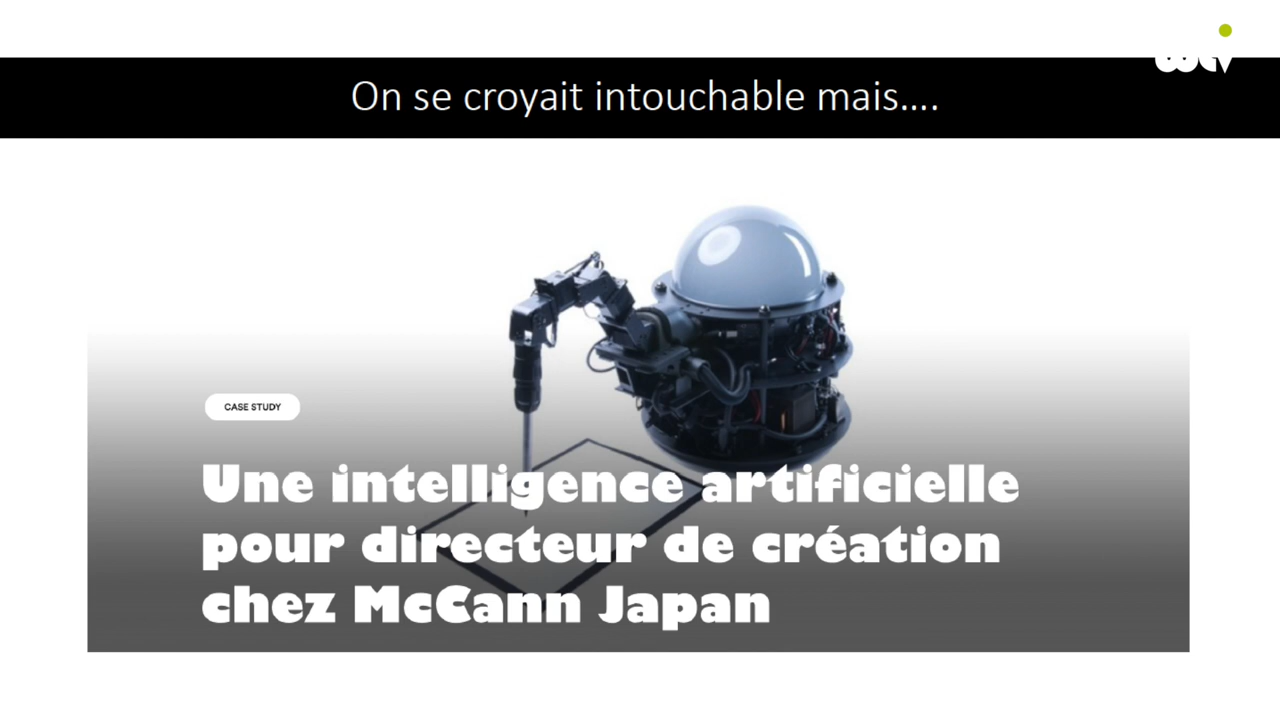 On se croyait intouchable mais....
CASE STUDY
Une intelligence artificielle
pour directeur de création
chez McCann Japan